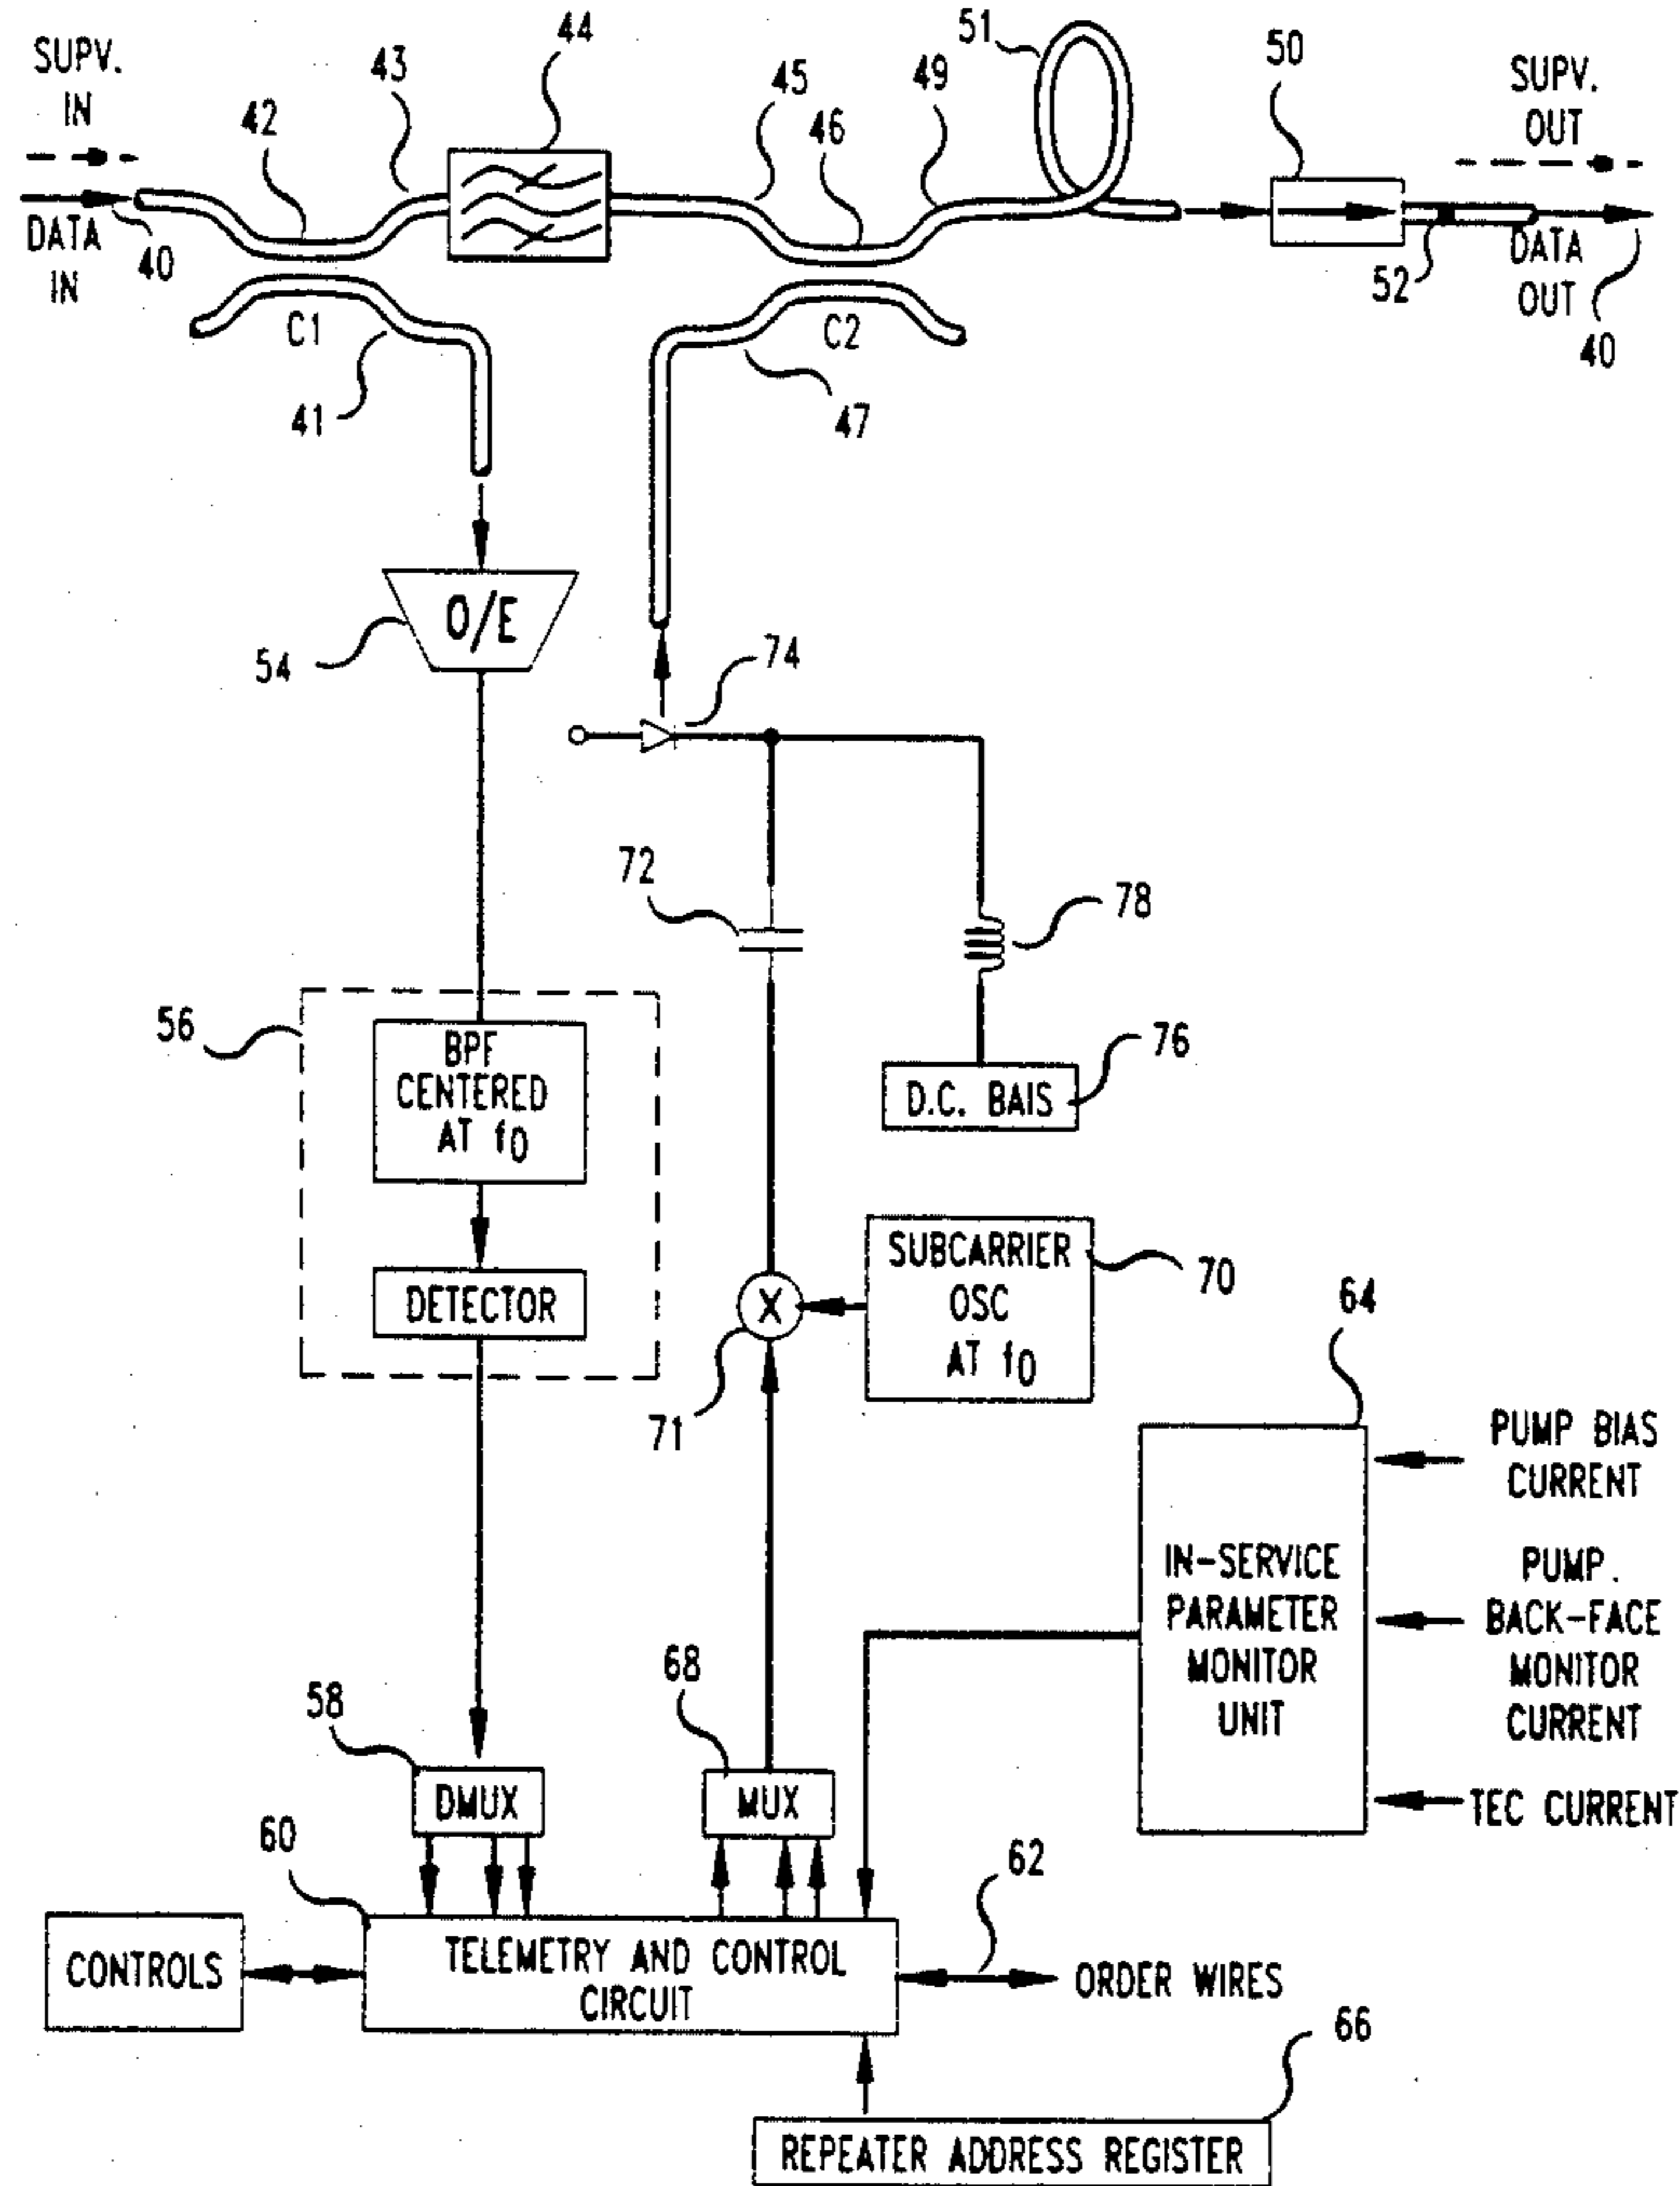 SUPV.
IN
DATA
IN
40
42
43
44
45
46
49
51
50
SUPV.
OUT
DATA
OUT
52
40
C1
41
C2
47
O/E
54
74
72
78
56
BPF
CENTERED
AT f0
DETECTOR
D.C. BAIS
76
SUBCARRIER
OSC
AT f0
70
X
71
64
IN-SERVICE
PARAMETER
MONITOR
UNIT
PUMP BIAS
CURRENT
PUMP.
BACK-FACE
MONITOR
CURRENT
TEC CURRENT
58
DMUX
68
MUX
60
CONTROLS
TELEMETRY AND CONTROL
CIRCUIT
62
ORDER WIRES
66
REPEATER ADDRESS REGISTER